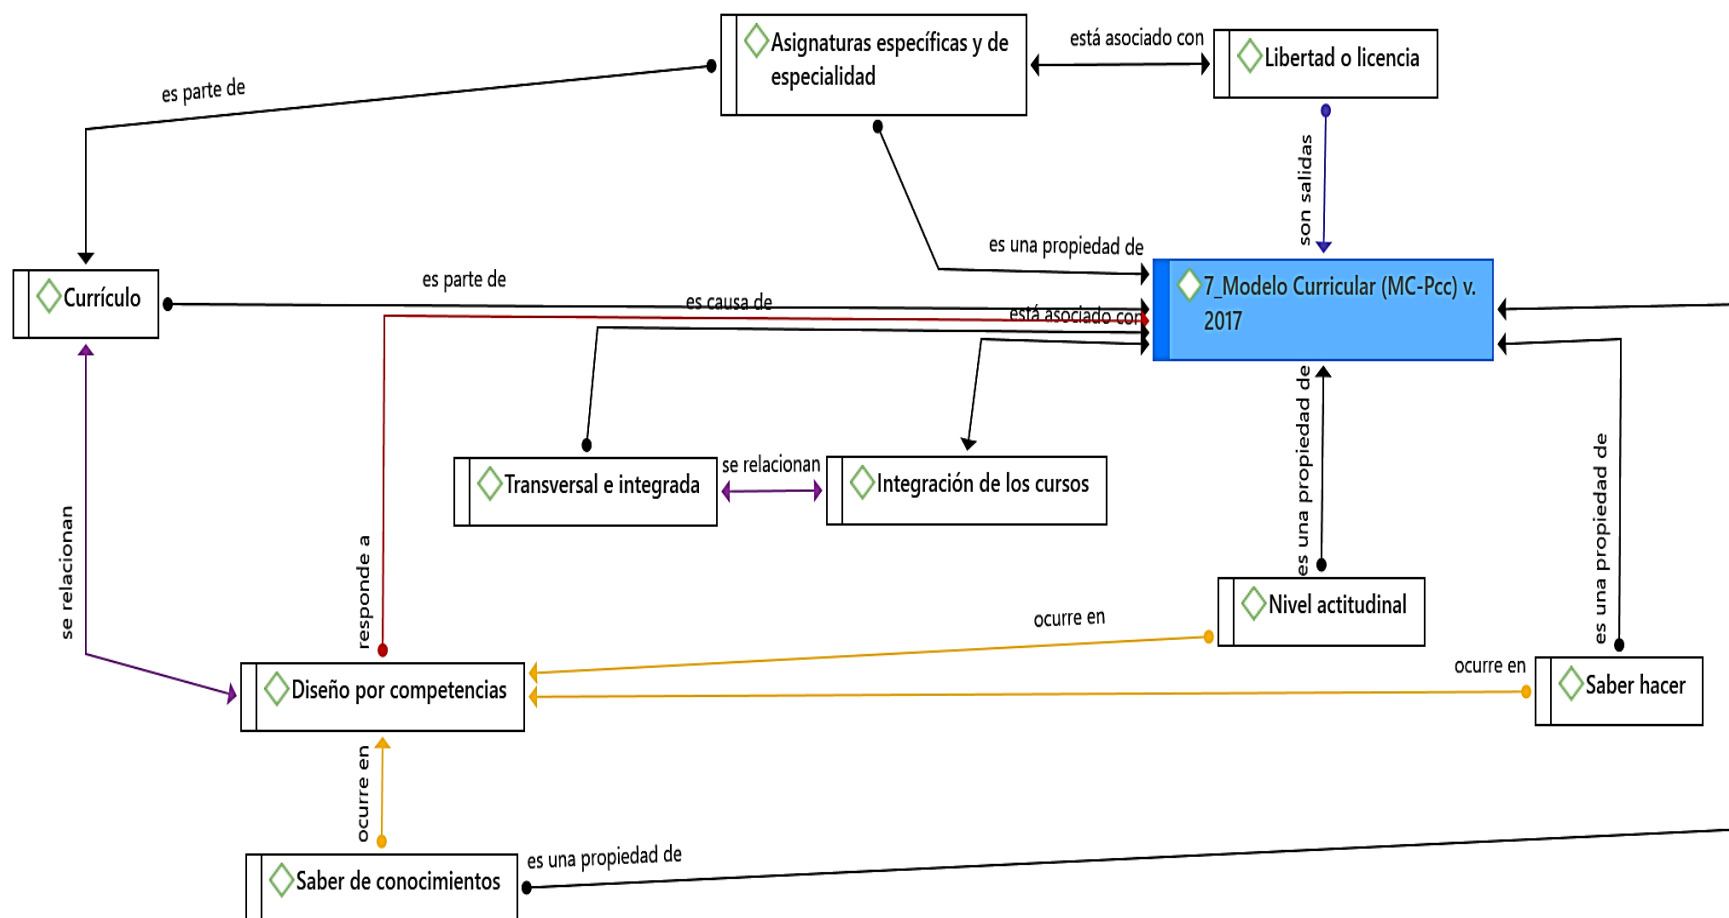 Asignaturas específicas y de
especialidad
está asociado con
Libertad o licencia
es parte de
son salidas
es una propiedad de
Currículo
es parte de
es causa de
está asociado con
7_Modelo Curricular (MC-Pcc) v.
2017
Transversal e integrada
se relacionan
Integración de los cursos
es una propiedad de
es una propiedad de
se relacionan
responde a
Nivel actitudinal
ocurre en
ocurre en
Saber hacer
Diseño por competencias
ocurre en
Saber de conocimientos
es una propiedad de